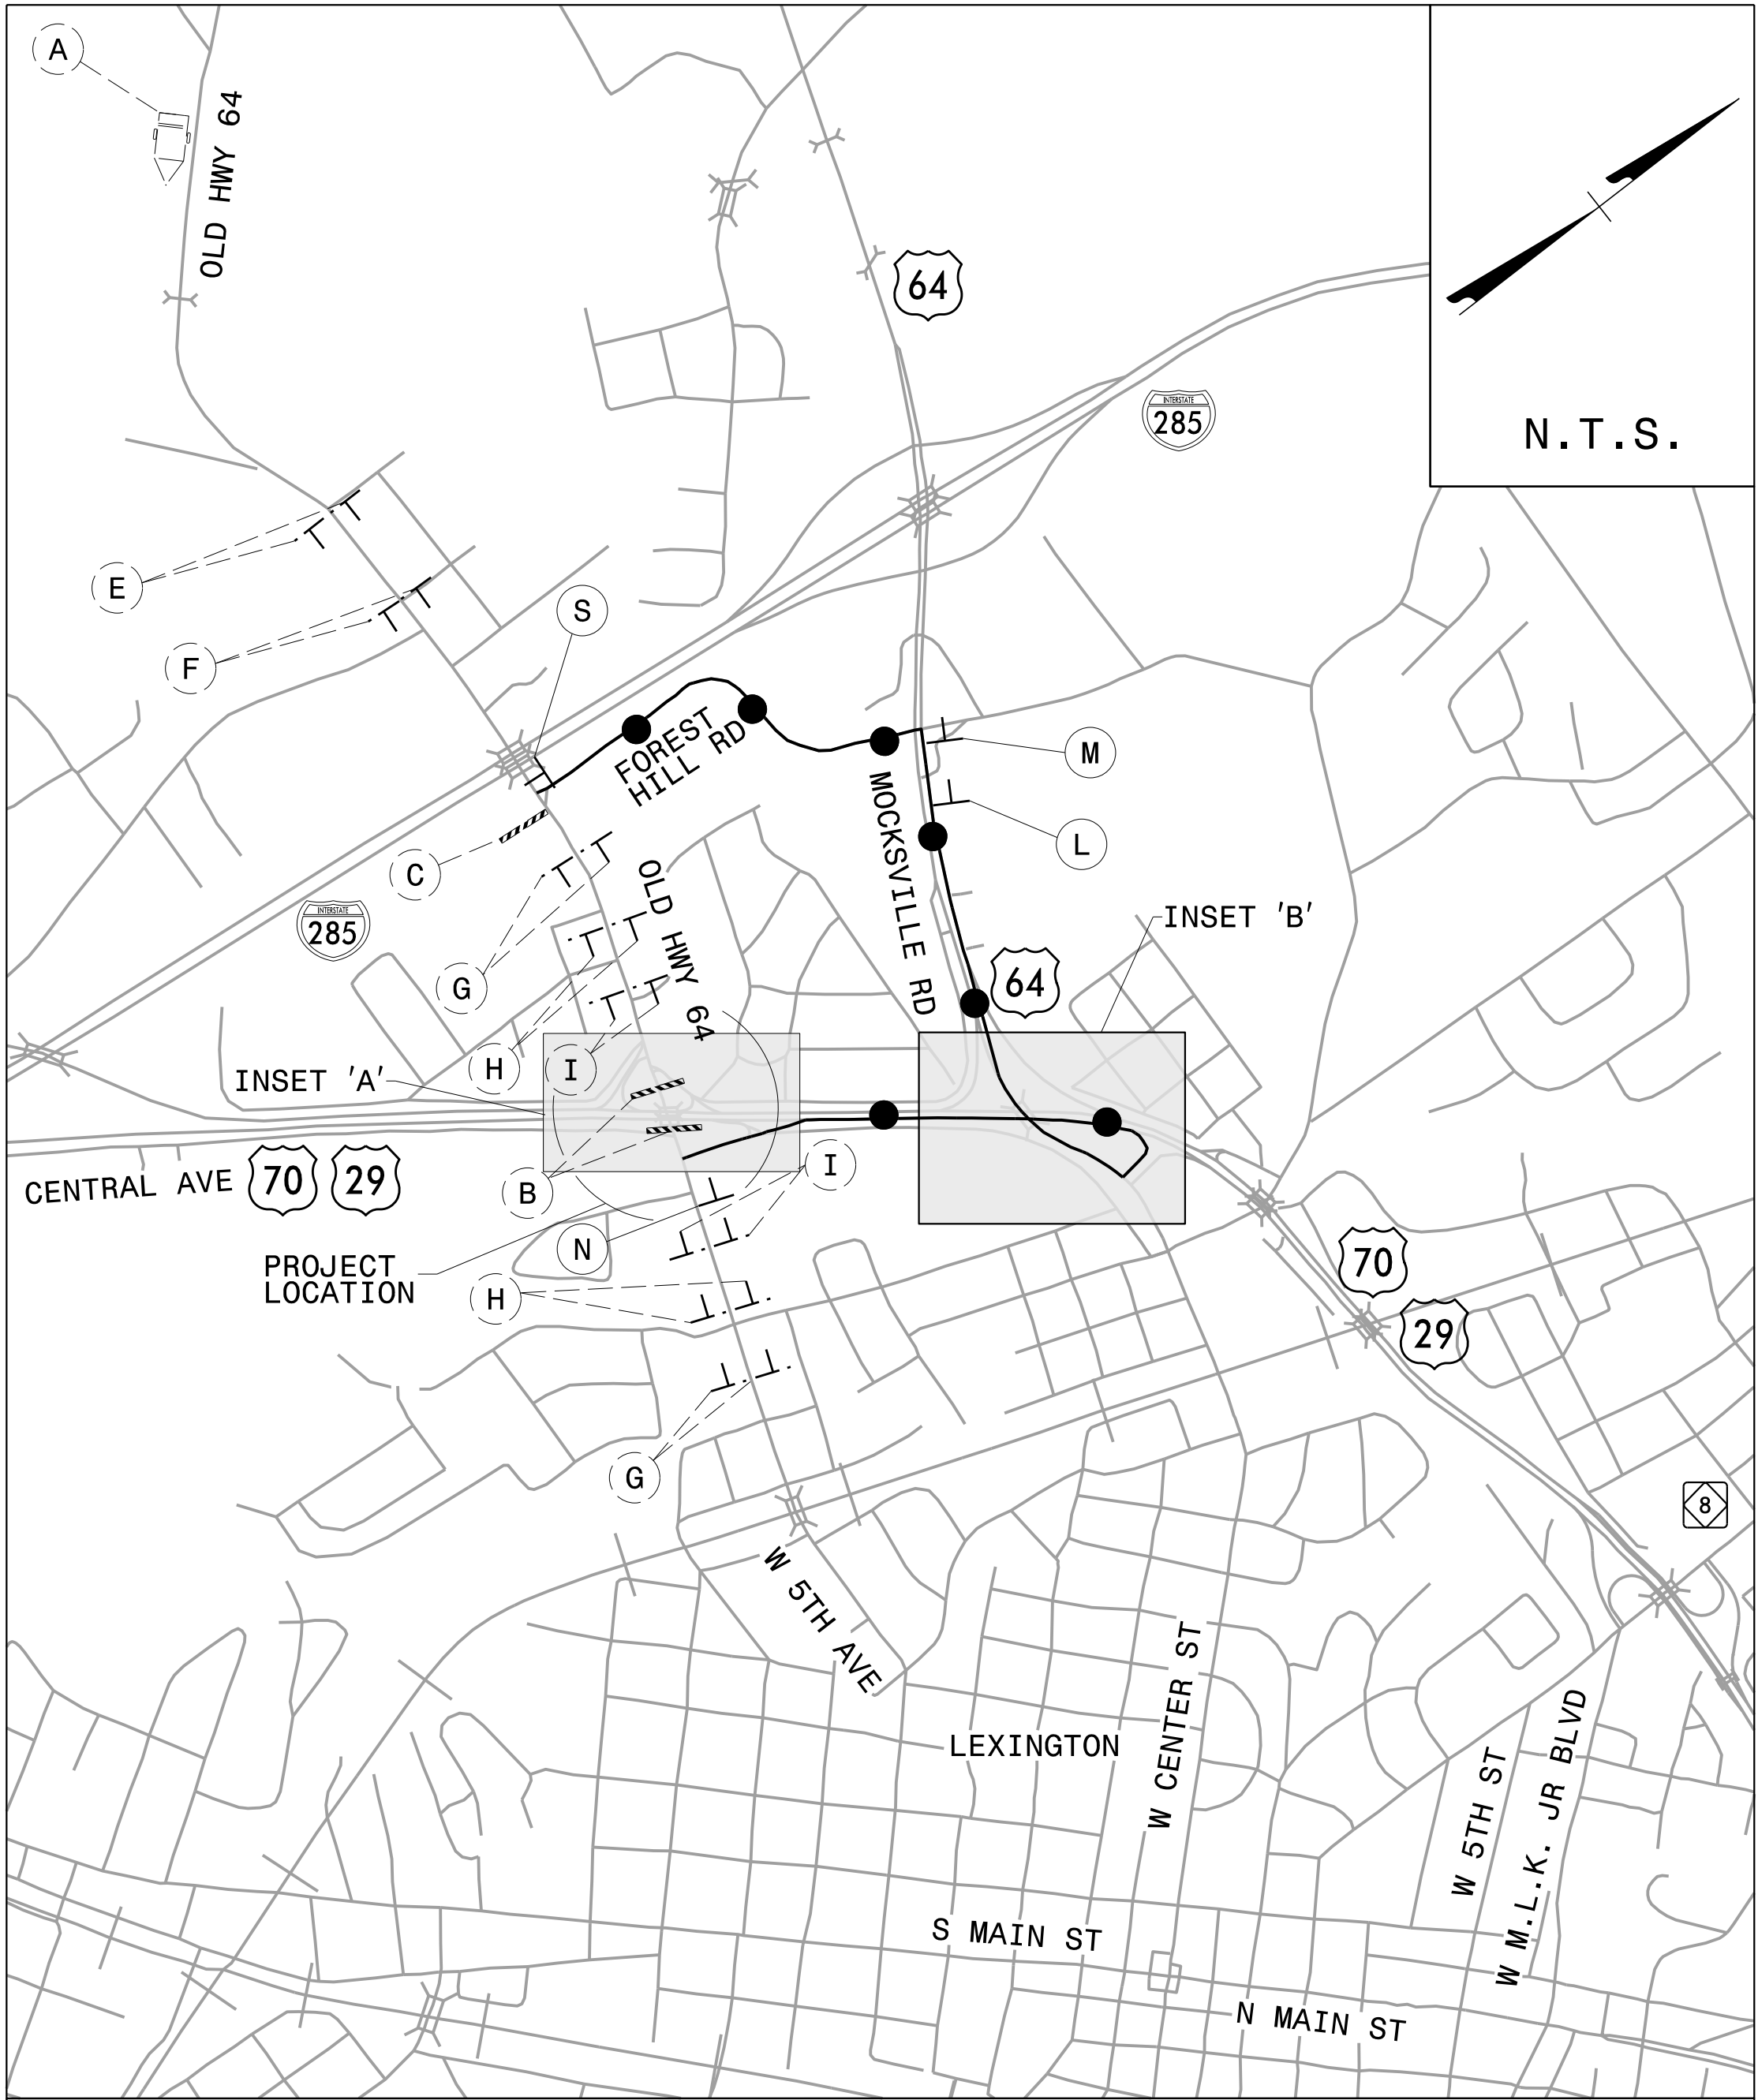 A
OLD HWY 64
64
N.T.S.
INTERSTATE
285
E
S
F
FOREST
HILL RD
M
L
C
MOCKSVILLE RD
OLD HWY 64
INTERSTATE
285
INSET 'B'
G
64
H
I
INSET 'A'
I
CENTRAL AVE
70
29
B
N
PROJECT
LOCATION
70
H
29
G
8
W 5TH AVE
W CENTER ST
LEXINGTON
W 5TH ST
W M.L.K. JR BLVD
S MAIN ST
N MAIN ST